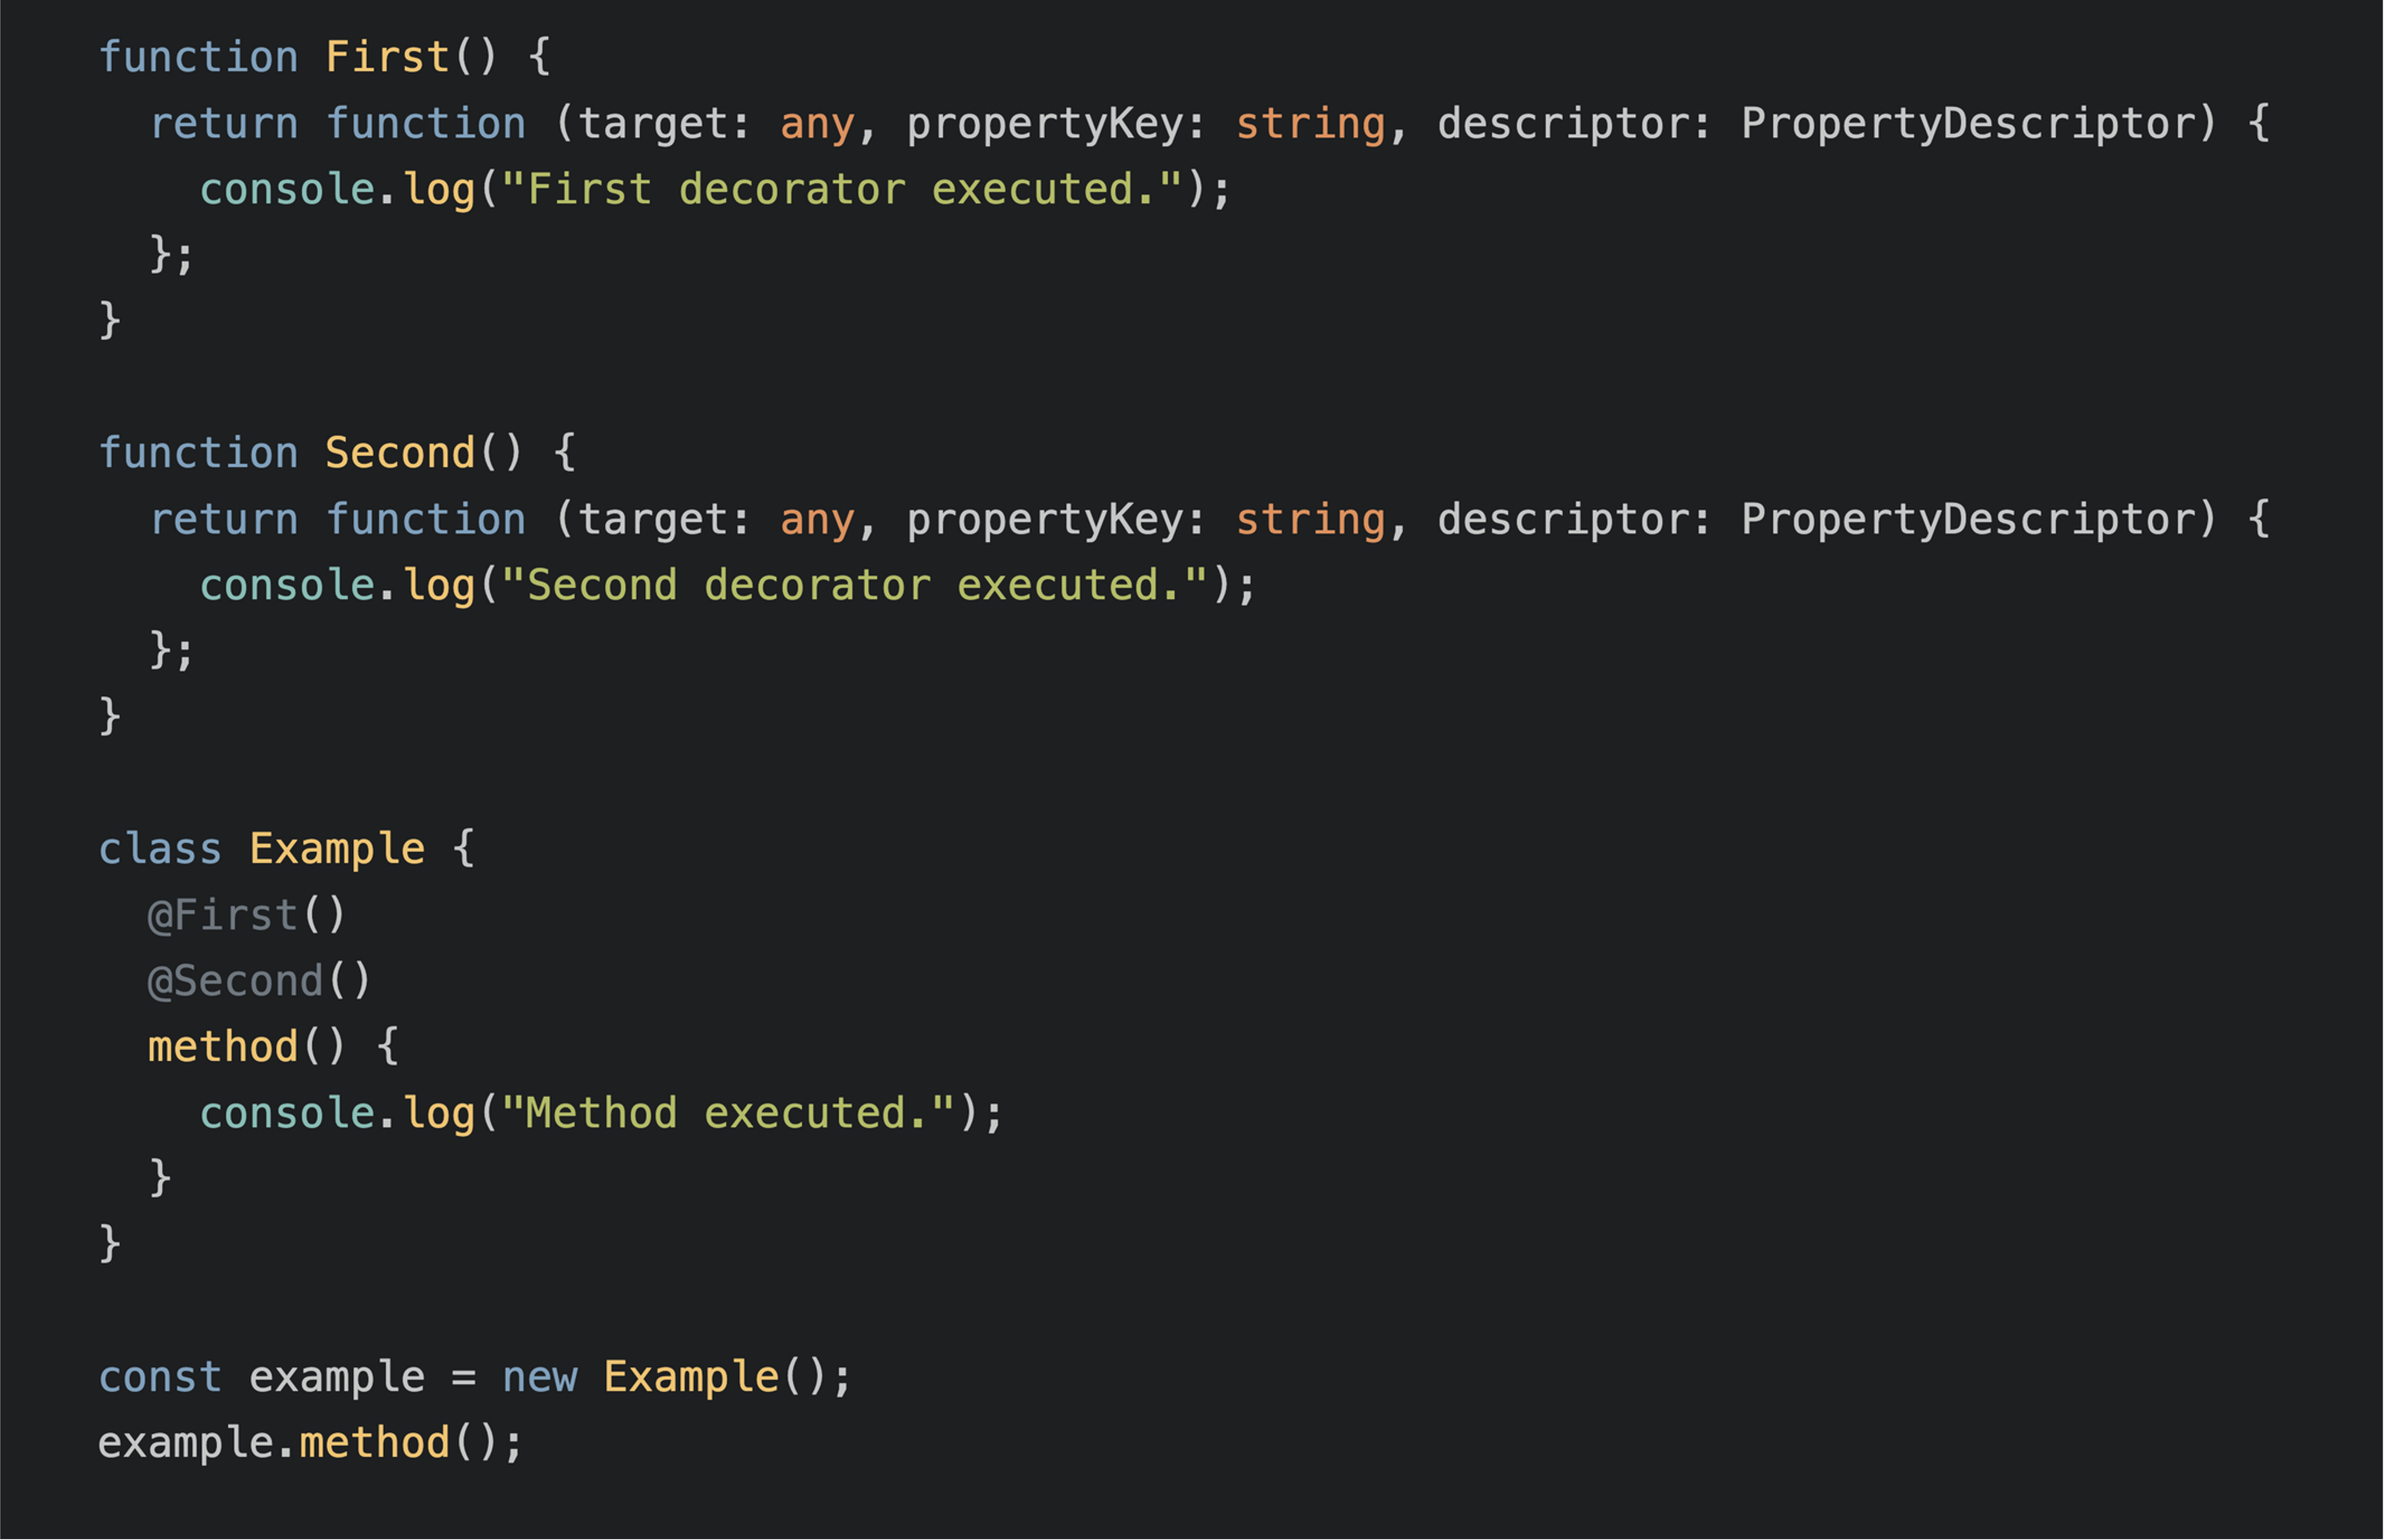 function First() {
  return function (target: any, propertyKey: string, descriptor: PropertyDescriptor) {
    console.log("First decorator executed.");
  };
}

function Second() {
  return function (target: any, propertyKey: string, descriptor: PropertyDescriptor) {
    console.log("Second decorator executed.");
  };
}

class Example {
  @First()
  @Second()
  method() {
    console.log("Method executed.");
  }
}

const example = new Example();
example.method();